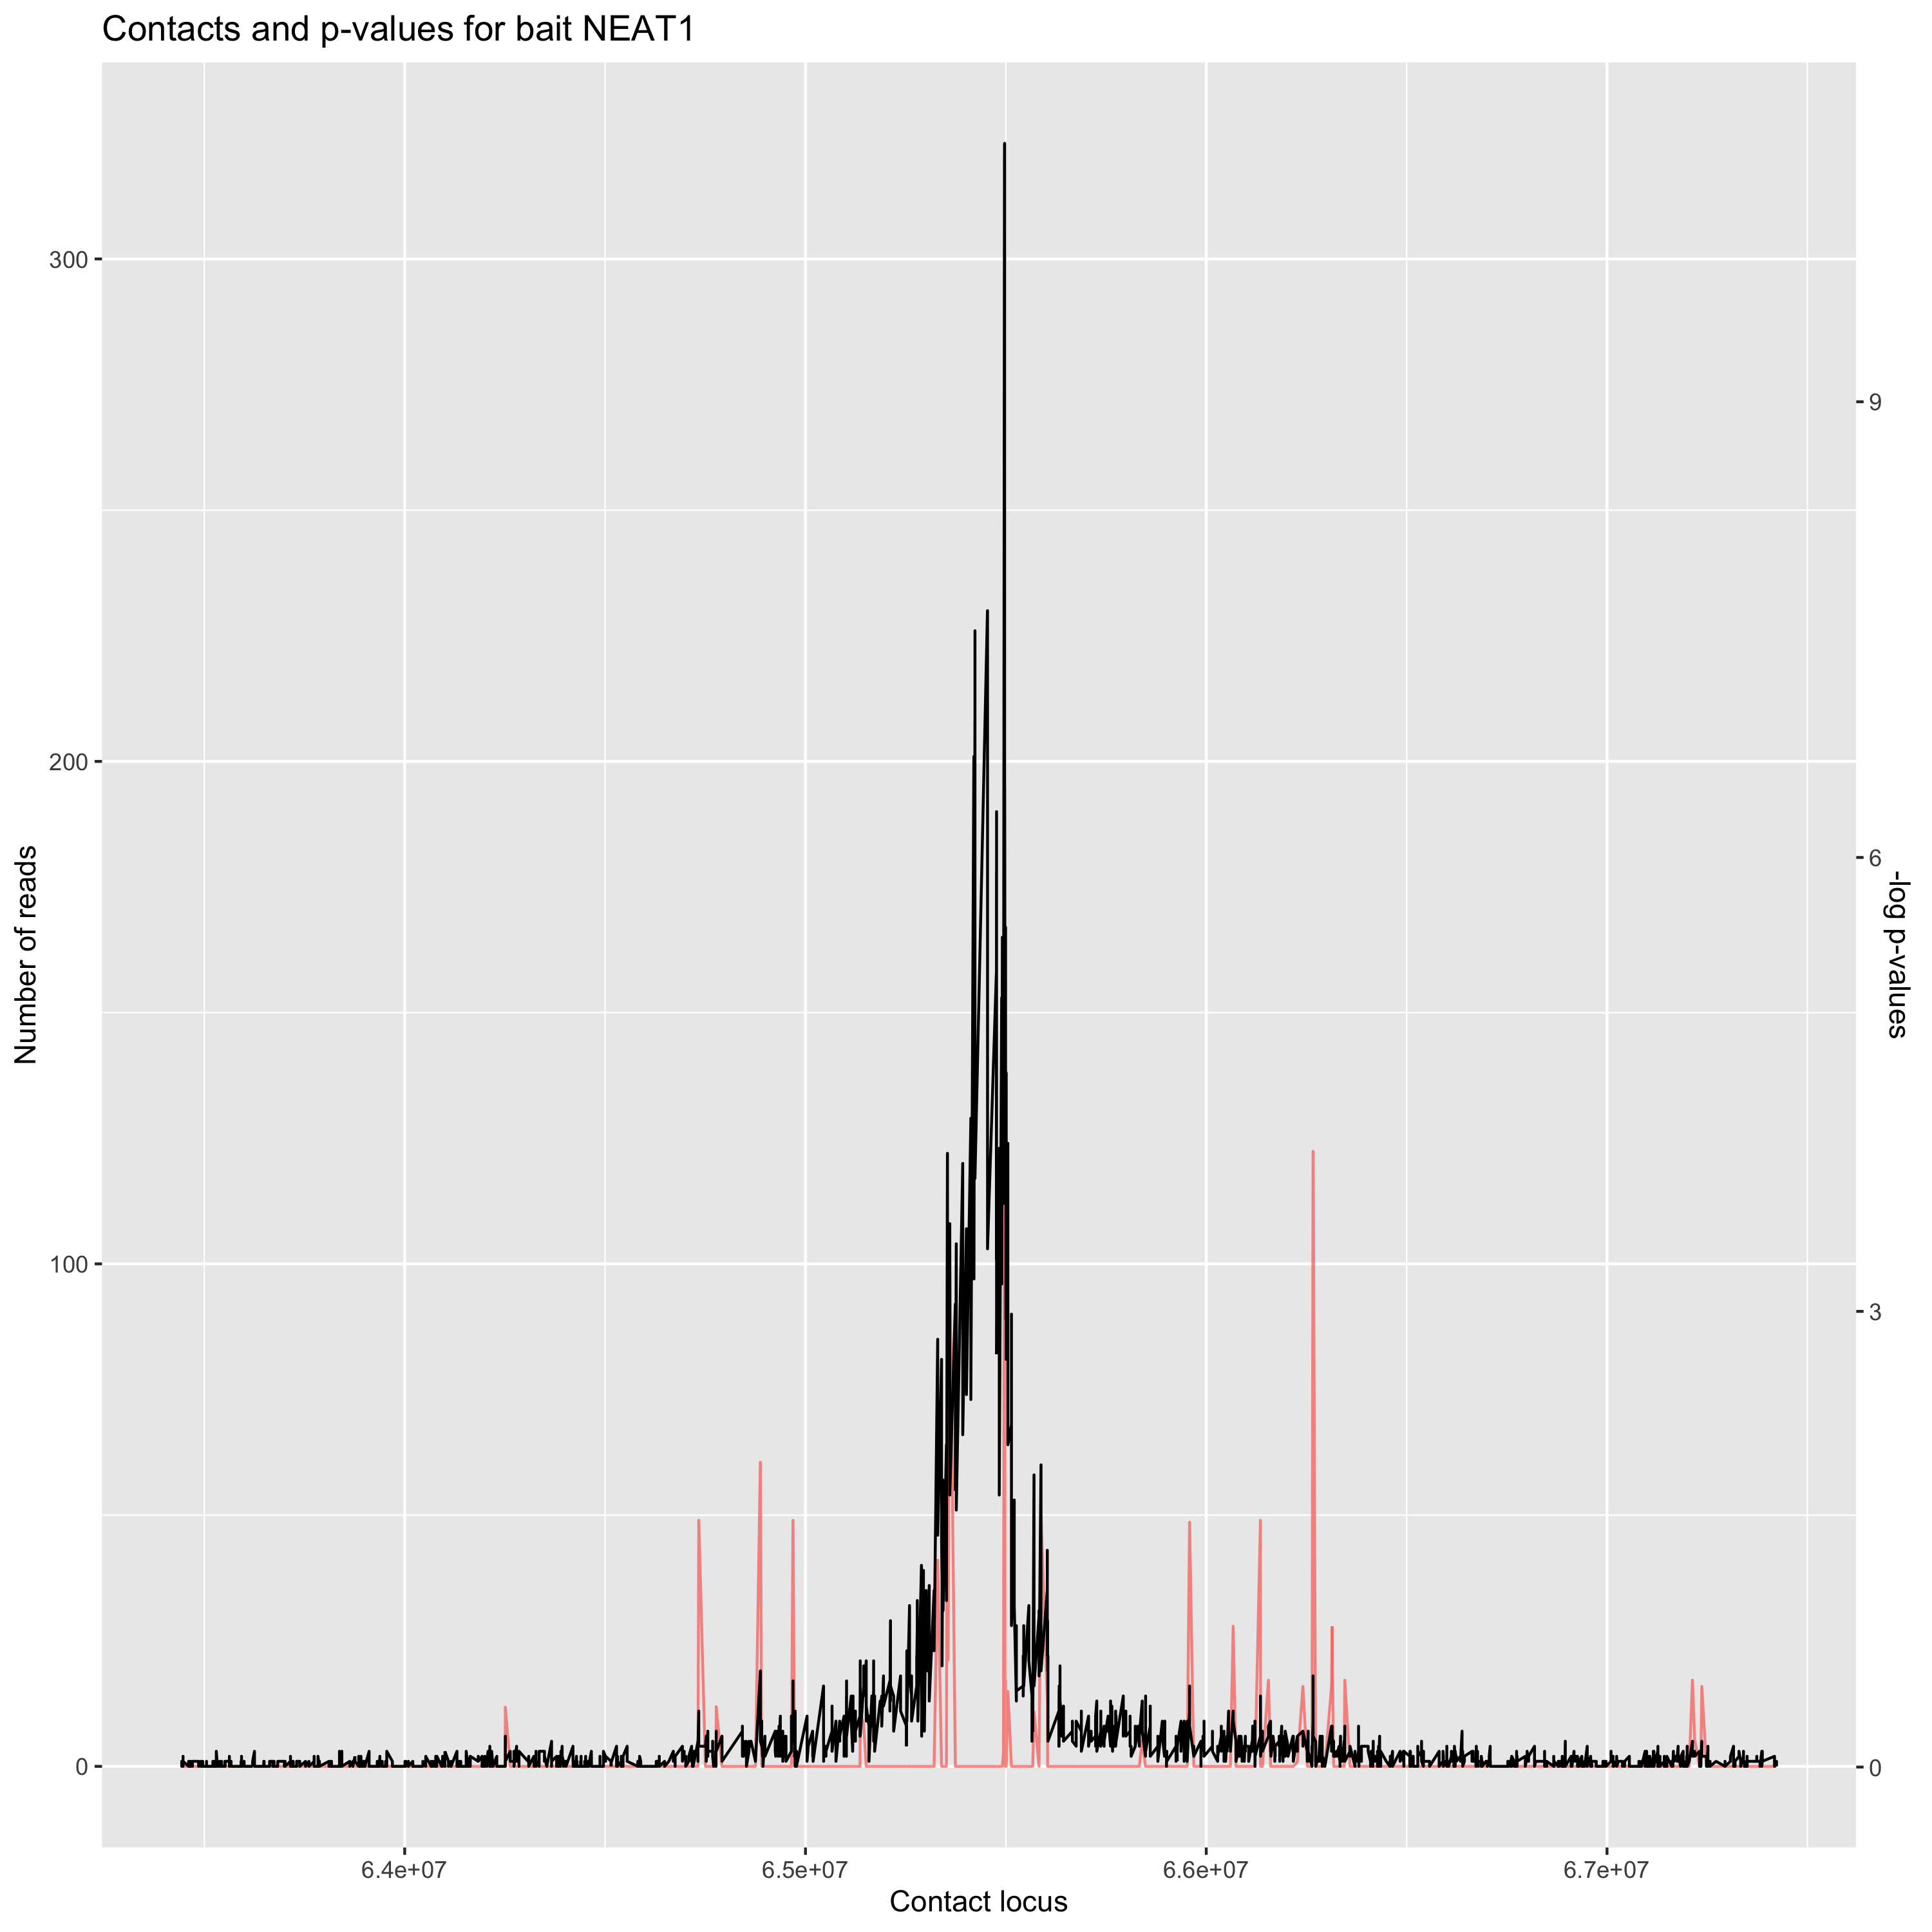 Contacts and p-values for bait NEAT1
Number of reads
300
200
100
0
9
6
3
0
-log p-values
6.4e+07
6.5e+07
6.6e+07
6.7e+07
Contact locus